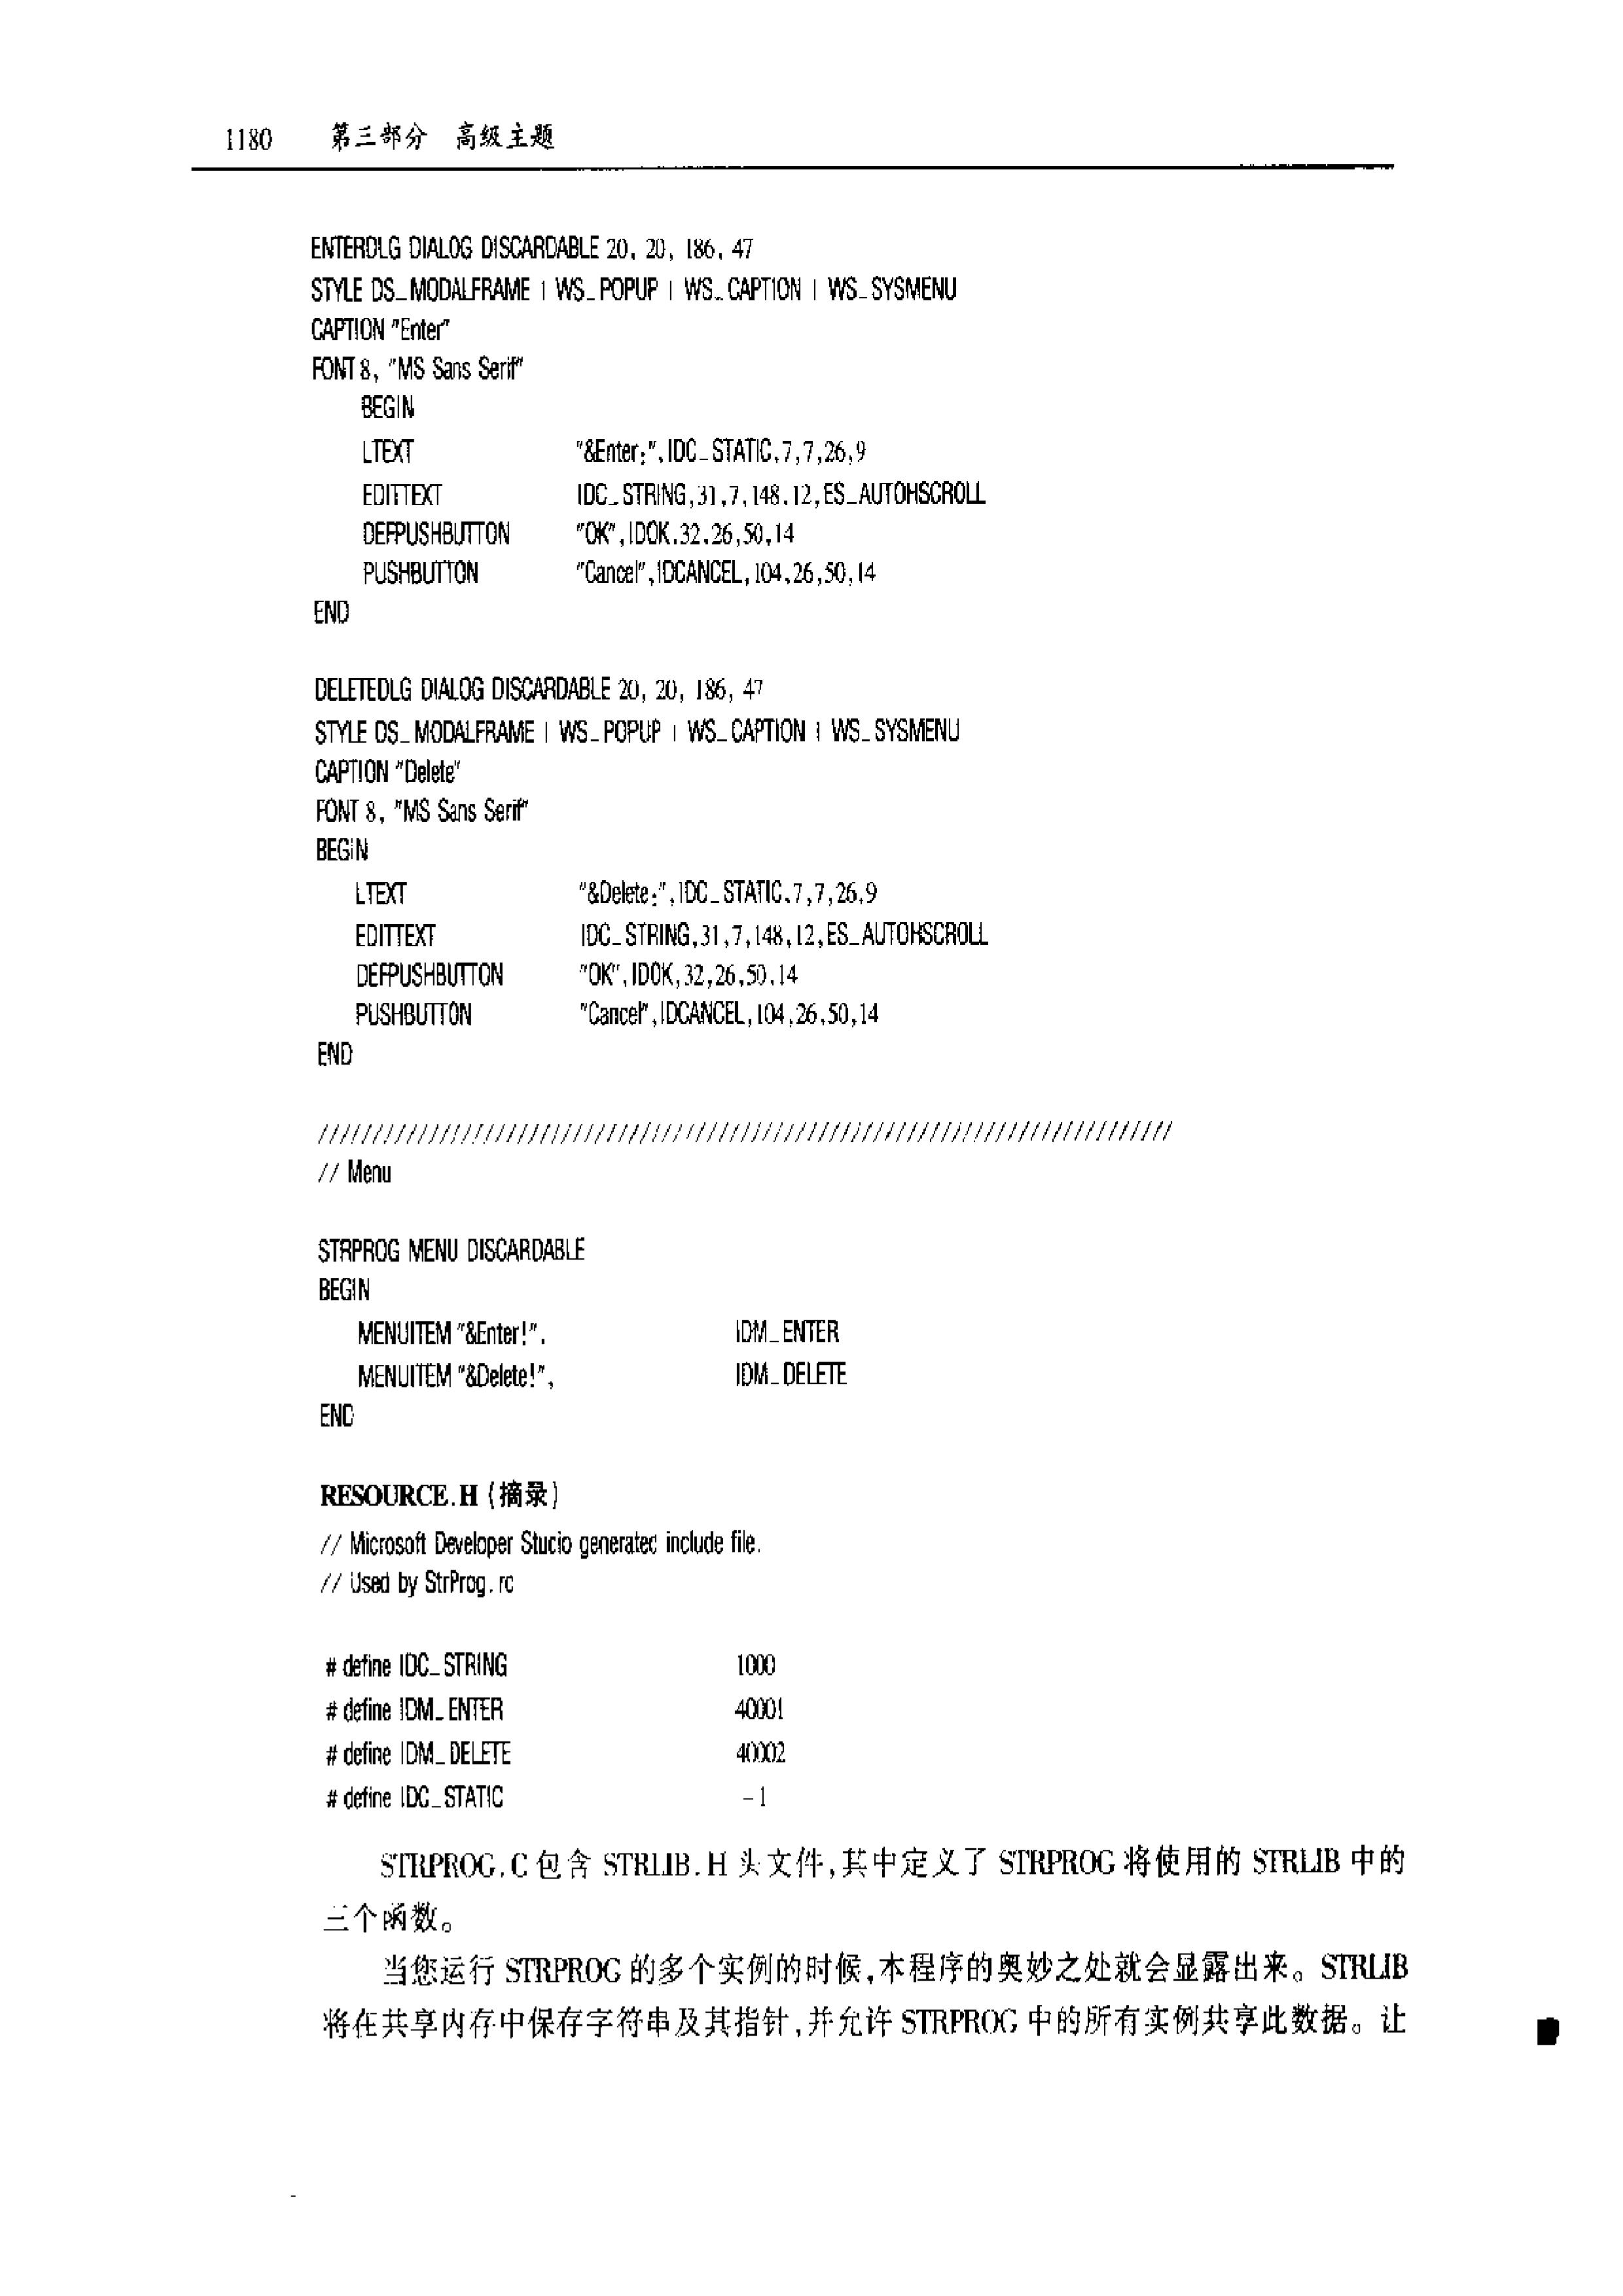 1180 第三部分 高级主题
ENTERDLG DIALOG DISCARDABLE 20, 20, 186, 47
STYLE DS_MODALFRAME | WS_POPUP | WS_CAPTION | WS_SYSMENU
CAPTION "Enter"
FONT 8, "MS Sans Serif"
BEGIN
LTEXT "&Enter:",IDC_STATIC,7,7,26,9
EDITTEXT IDC_STRING,31,7,148,12,ES_AUTOHSCROLL
DEFPUSHBUTTON "OK",IDOK,32,26,50,14
PUSHBUTTON "Cancel",IDCANCEL,104,26,50,14
END
DELETEDLG DIALOG DISCARDABLE 20, 20, 186, 47
STYLE DS_MODALFRAME | WS_POPUP | WS_CAPTION | WS_SYSMENU
CAPTION "Delete"
FONT 8, "MS Sans Serif"
BEGIN
LTEXT "&Delete:",IDC_STATIC,7,7,26,9
EDITTEXT IDC_STRING,31,7,148,12,ES_AUTOHSCROLL
DEFPUSHBUTTON "OK",IDOK,32,26,50,14
PUSHBUTTON "Cancel",IDCANCEL,104,26,50,14
END
/////////////////////////////////////////////////////////////////////////////
// Menu
STRPROG MENU DISCARDABLE
BEGIN
MENUITEM "&Enter!", IDM_ENTER
MENUITEM "&Delete!", IDM_DELETE
END
RESOURCE.H (摘录)
// Microsoft Developer Studio generated include file.
// Used by StrProg.rc
# define IDC_STRING 1000
# define IDM_ENTER 40001
# define IDM_DELETE 40002
# define IDC_STATIC -1
STRPROG.C 包含 STRLIB.H 头文件,其中定义了 STRPROG 将使用的 STRLIB 中的
三个函数。
当您运行 STRPROG 的多个实例的时候,本程序的奥妙之处就会显露出来。STRLIB
将在共享内存中保存字符串及其指针,并允许 STRPROG 中的所有实例共享此数据。让